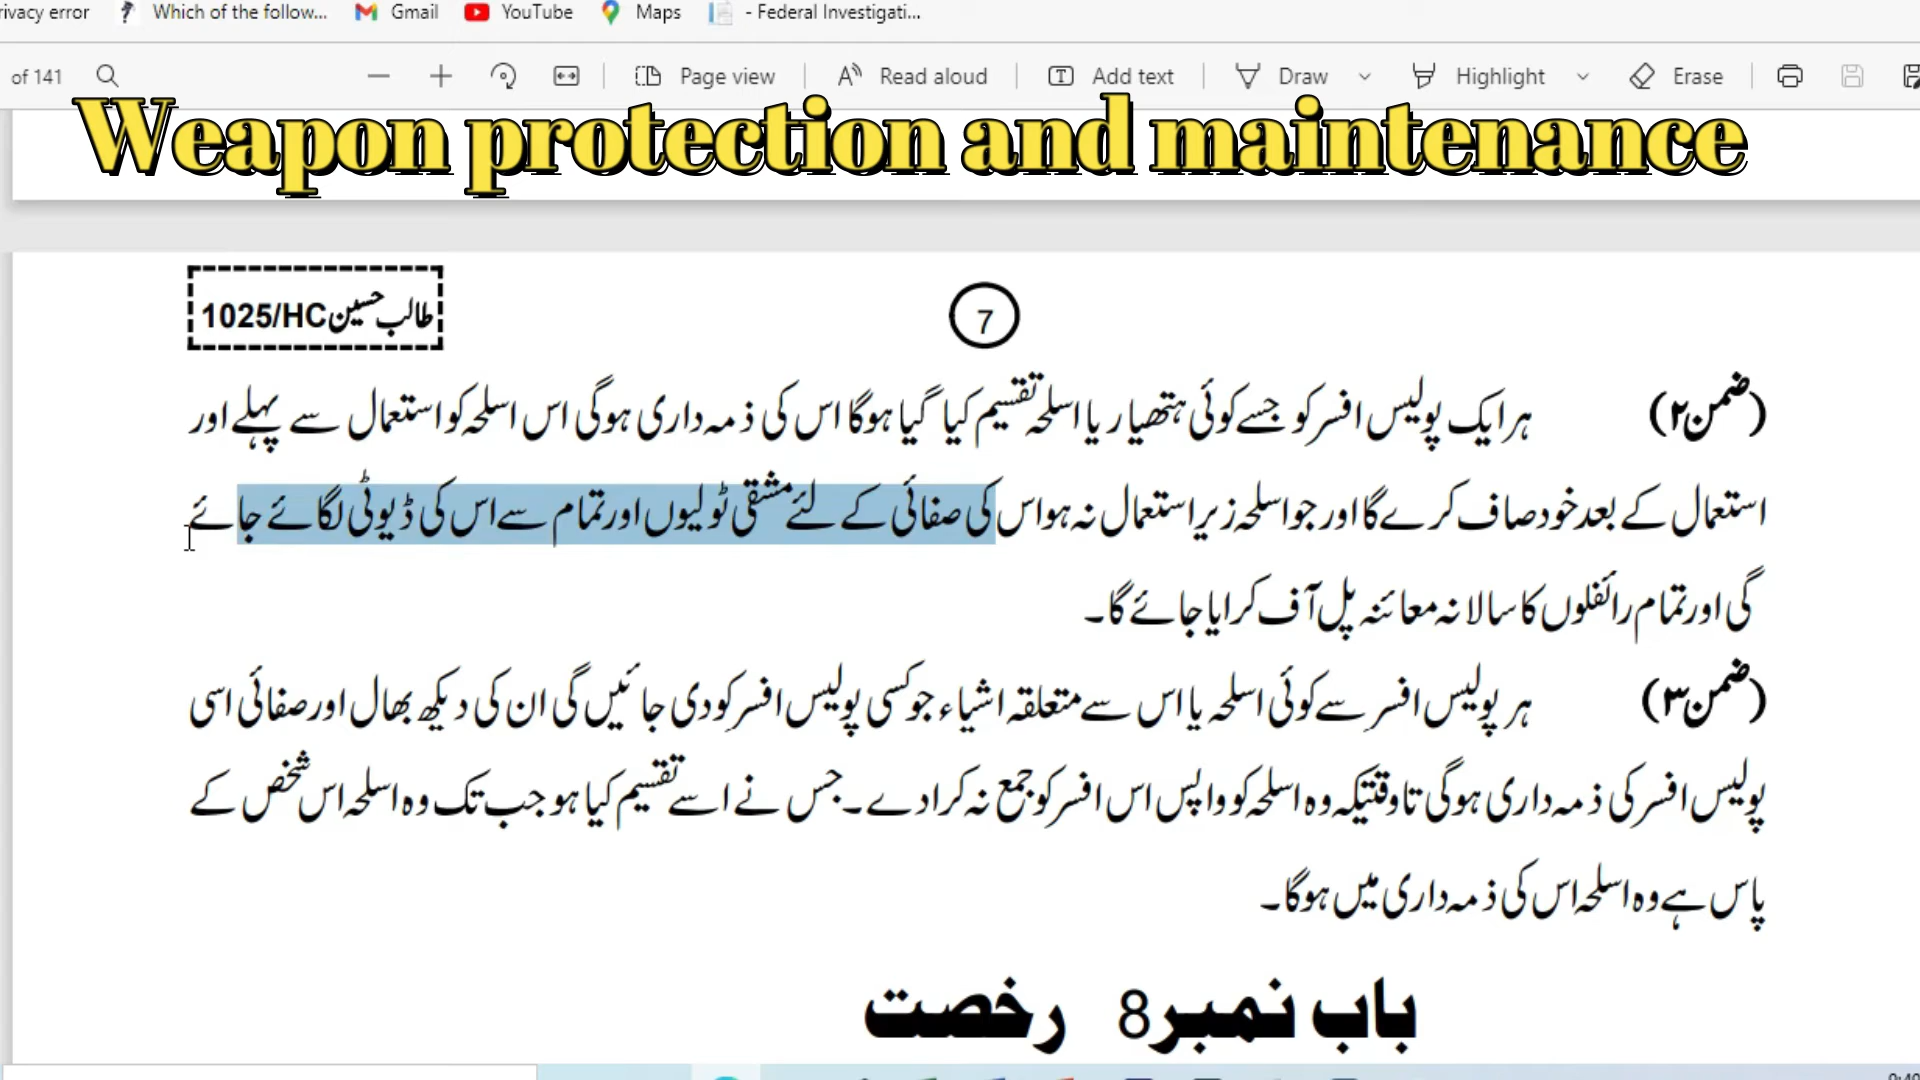 rivacy error Which of the follow... Gmail YouTube Maps - Federal Investigati...
of 141 Page view Read aloud Add text Draw Highlight Erase
Weapon protection and maintenance
طالب حسین 1025/HC
7
(ضمن۲) ہر ایک پولیس افسر کو جسے کوئی ہتھیار یا اسلحہ تقسیم کیا گیا ہوگا اس کی ذمہ داری ہوگی اس اسلحہ کو استعمال سے پہلے اور
استعمال کے بعد خود صاف کرے گا اور جو اسلحہ زیر استعمال نہ ہو اس کی صفائی کے لئے مشقی ٹولیوں اور تمام سے اس کی ڈیوٹی لگائے جائے
گی اور تمام رائفلوں کا سالانہ معائنہ پل آف کرایا جائے گا۔
(ضمن۳) ہر پولیس افسر سے کوئی اسلحہ یا اس سے متعلقہ اشیاء جو کسی پولیس افسر کو دی جائیں گی ان کی دیکھ بھال اور صفائی اسی
پولیس افسر کی ذمہ داری ہوگی تاوقتیکہ وہ اسلحہ کو واپس اس افسر کو جمع نہ کرا دے۔ جس نے اسے تقسیم کیا ہو جب تک وہ اسلحہ اس شخص کے
پاس ہے وہ اسلحہ اس کی ذمہ داری میں ہوگا۔
باب نمبر 8 رخصت